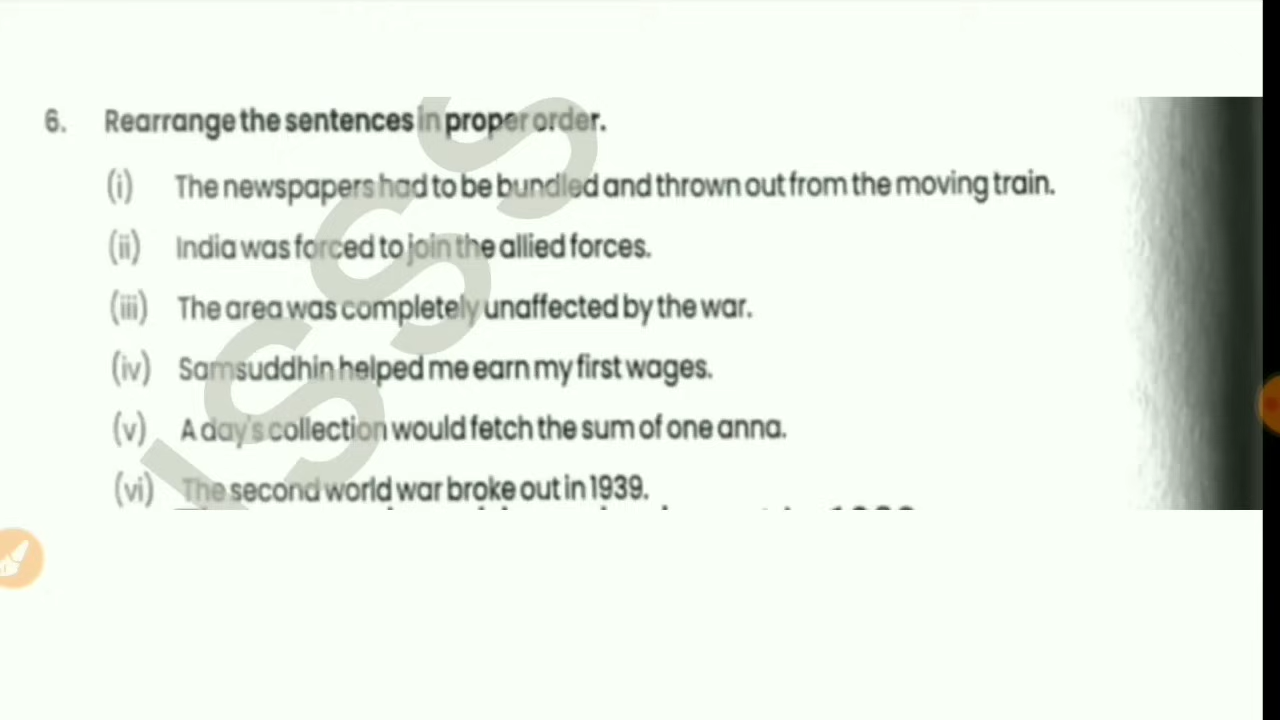 6. Rearrange the sentences in proper order.
(i) The newspapers had to be bundled and thrown out from the moving train.
(ii) India was forced to join the allied forces.
(iii) The area was completely unaffected by the war.
(iv) Samsuddhin helped me earn my first wages.
(v) A day's collection would fetch the sum of one anna.
(vi) The second world war broke out in 1939.
ISSS